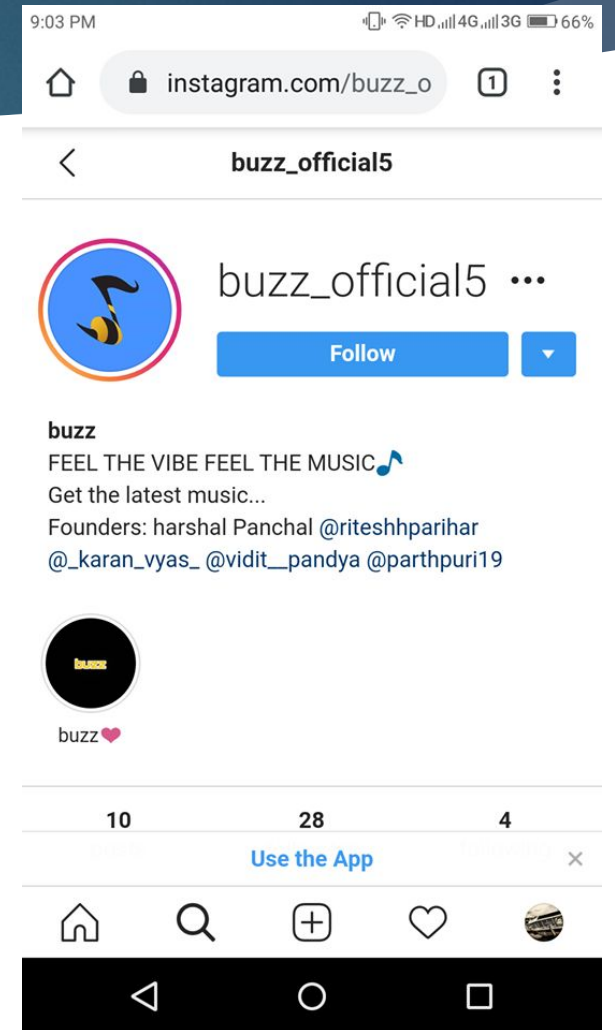 9:03 PM HD 4G 3G 66%
instagram.com/buzz_o 1
buzz_official5
buzz_official5
Follow
buzz
FEEL THE VIBE FEEL THE MUSIC🎵
Get the latest music...
Founders: harshal Panchal @riteshhparihar
@_karan_vyas_ @vidit__pandya @parthpuri19
buzz
buzz❤
10 28 4
Use the App